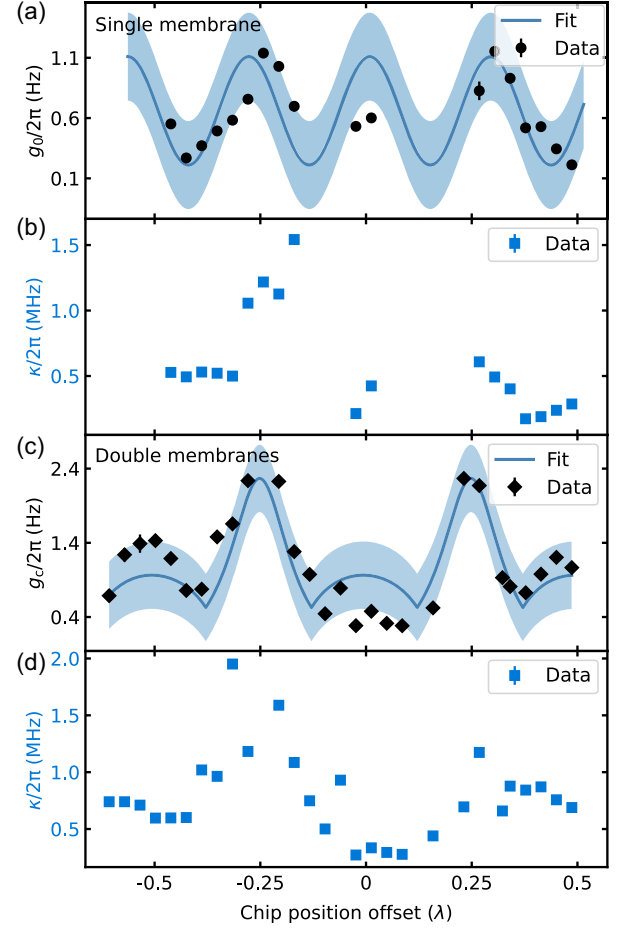 (a)
Single membrane
Fit
Data
1.1
0.6
0.1
g₀/2π (Hz)
(b)
Data
1.5
1.0
0.5
κ/2π (MHz)
(c)
Double membranes
Fit
Data
2.4
1.4
0.4
g_c/2π (Hz)
(d)
Data
2.0
1.5
1.0
0.5
κ/2π (MHz)
-0.5 -0.25 0 0.25 0.5
Chip position offset (λ)